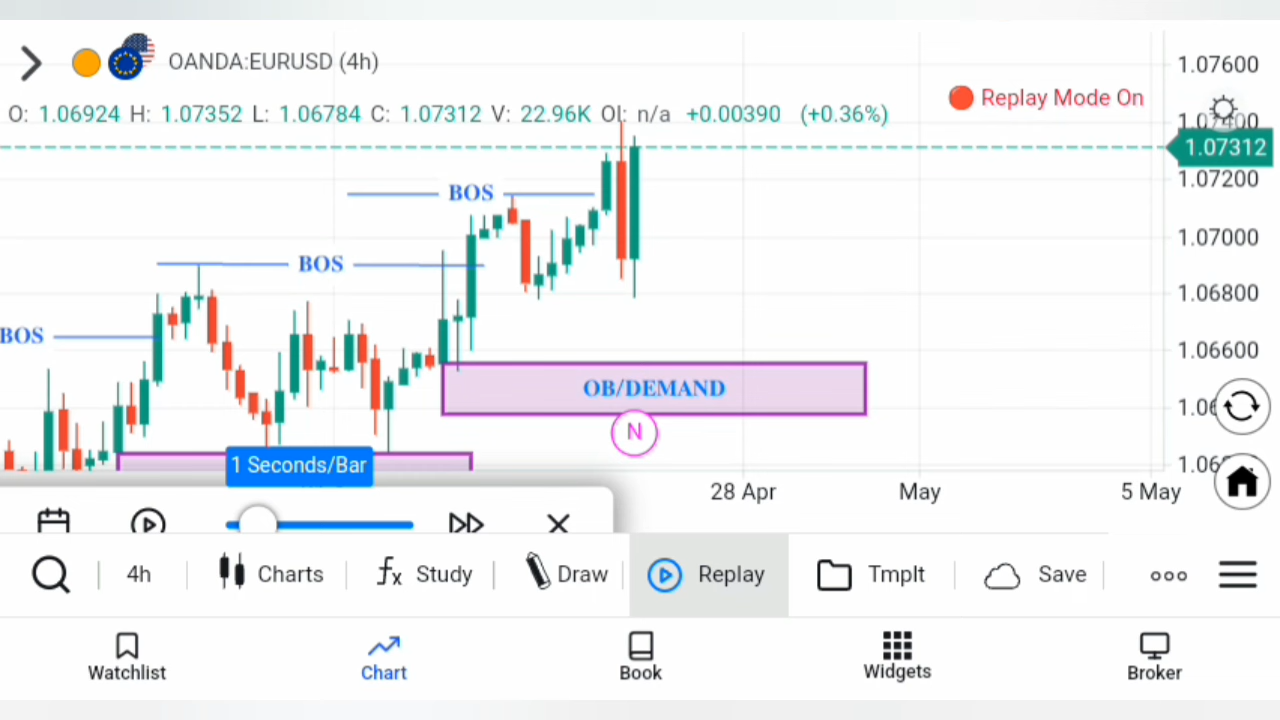 OANDA:EURUSD (4h)
1.07600
Replay Mode On
O: 1.06924 H: 1.07352 L: 1.06784 C: 1.07312 V: 22.96K OI: n/a +0.00390 (+0.36%)
1.07312
BOS
1.07200
1.07000
BOS
1.06800
BOS
1.06600
OB/DEMAND
N
1 Seconds/Bar
28 Apr May 5 May
4h Charts fx Study Draw Replay Tmplt Save
Watchlist Chart Book Widgets Broker